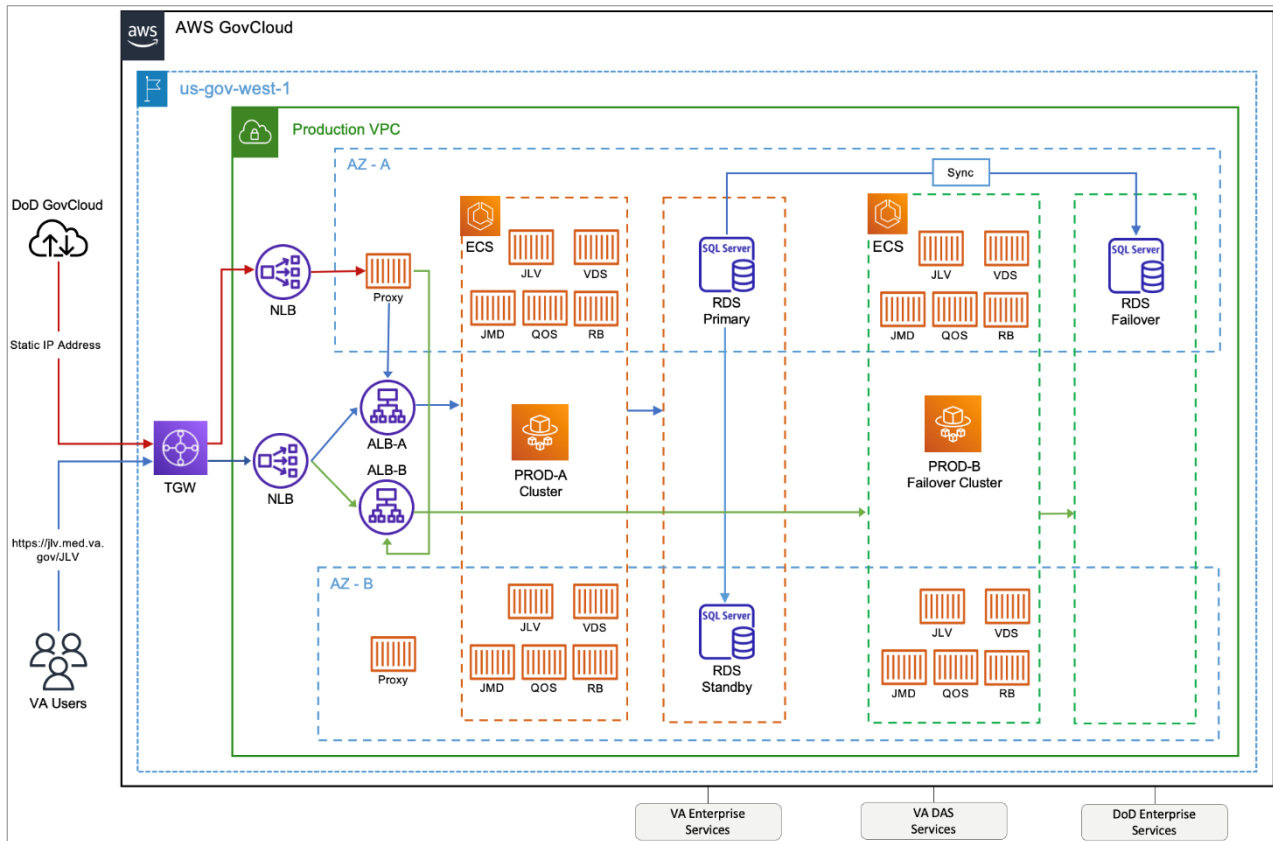 aws
AWS GovCloud
us-gov-west-1
Production VPC
AZ - A
Sync
DoD GovCloud
ECS
JLV
VDS
SQL Server
ECS
JLV
VDS
SQL Server
NLB
Proxy
RDS
Primary
RDS
Failover
JMD
QOS
RB
JMD
QOS
RB
Static IP Address
ALB-A
ALB-B
TGW
NLB
PROD-A
Cluster
PROD-B
Failover Cluster
https://jlv.med.va.
gov/JLV
AZ - B
JLV
VDS
SQL Server
JLV
VDS
Proxy
RDS
Standby
JMD
QOS
RB
JMD
QOS
RB
VA Users
VA Enterprise
Services
VA DAS
Services
DoD Enterprise
Services